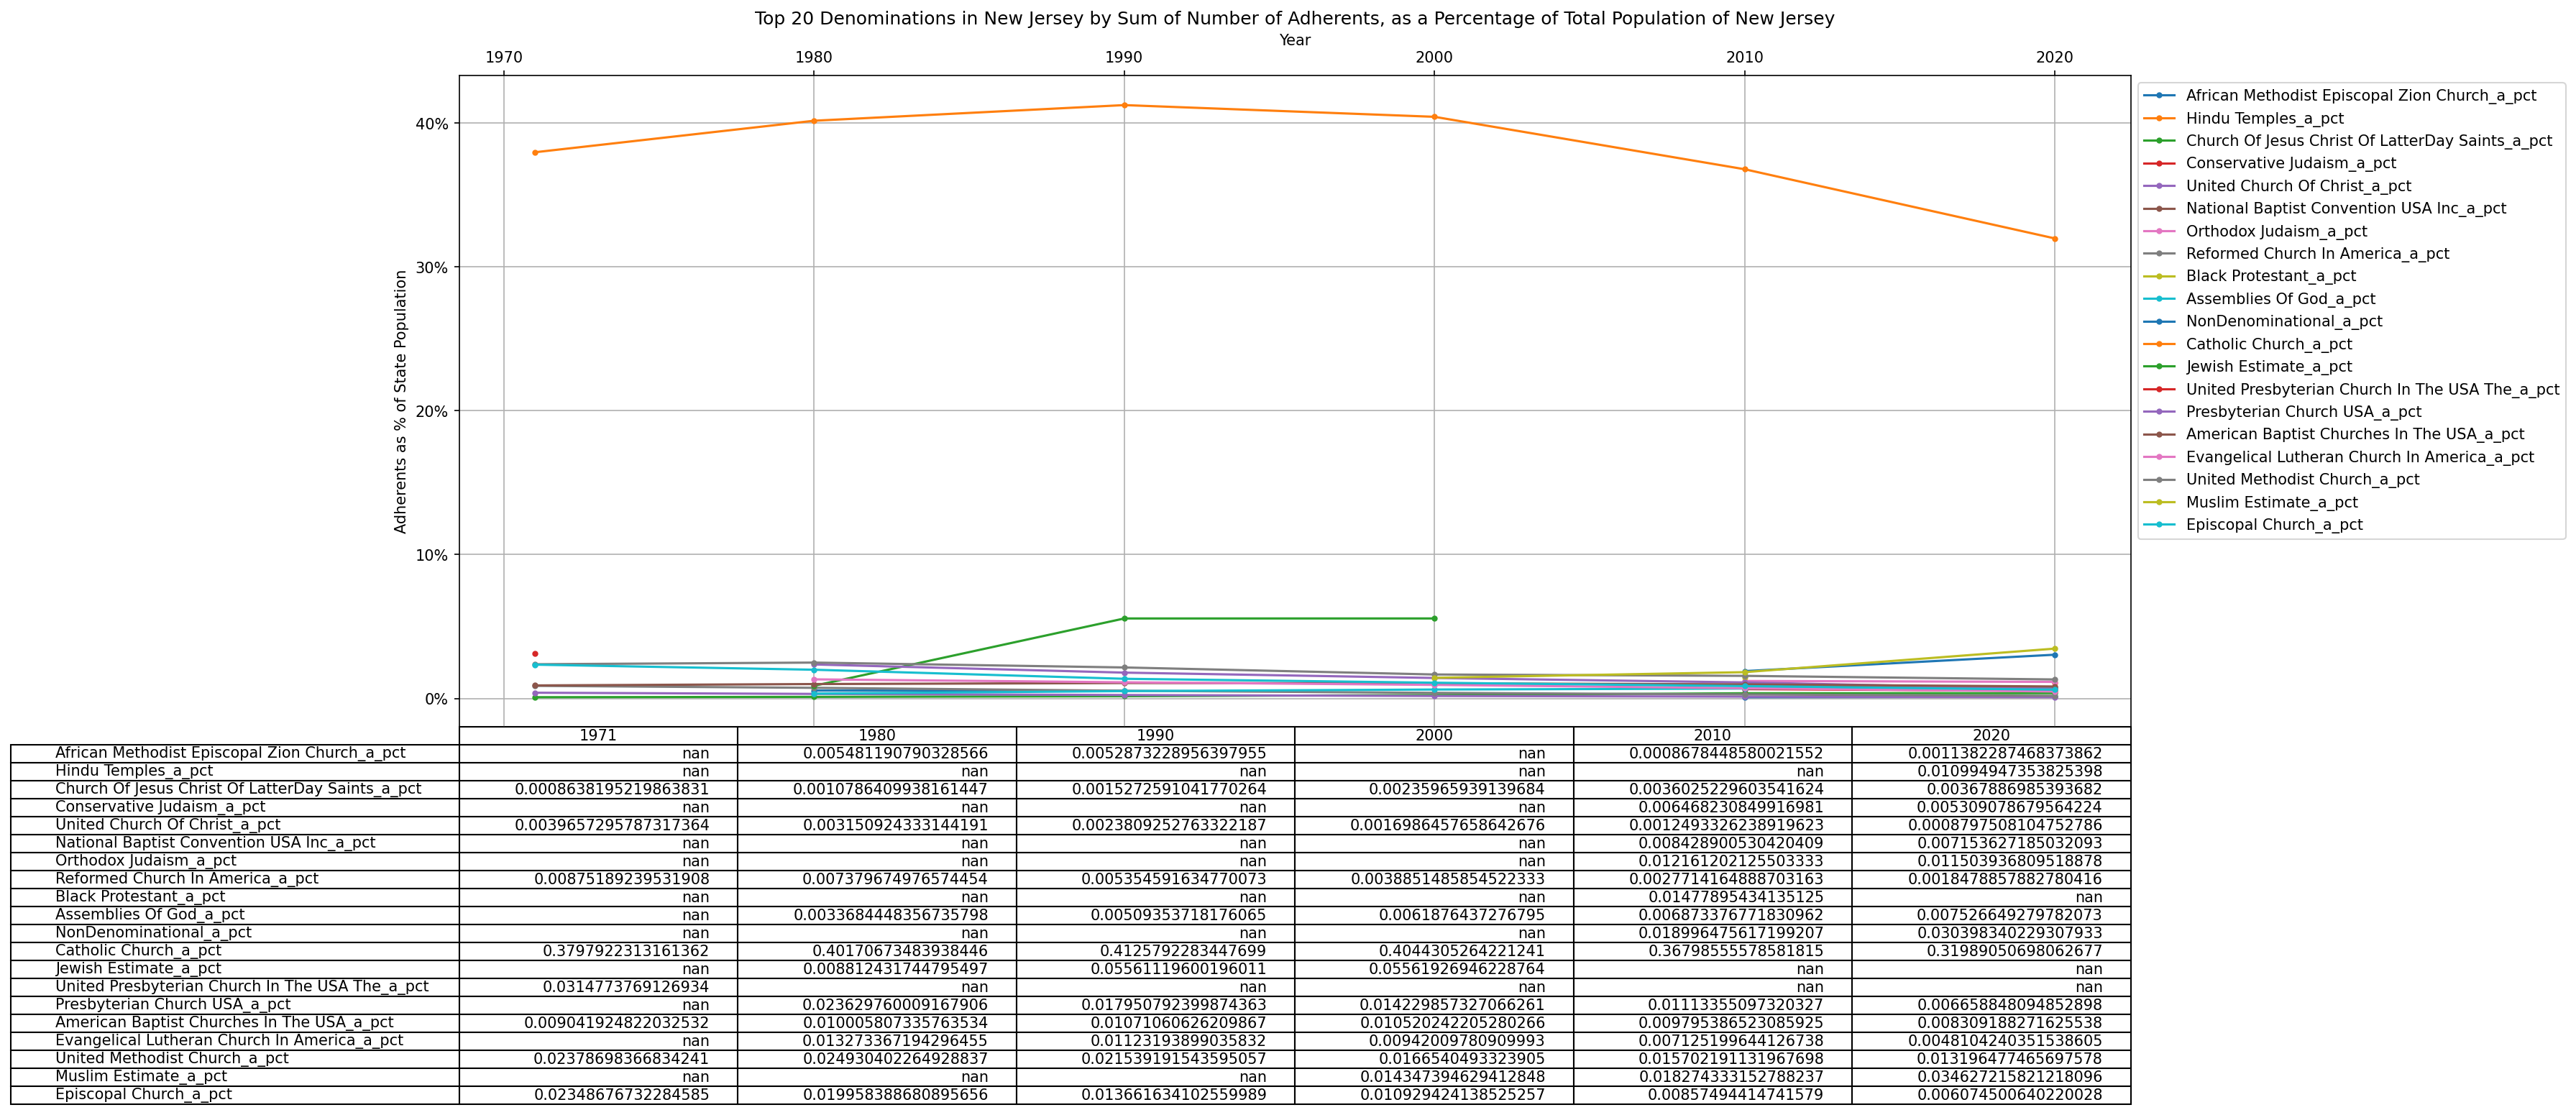 Top 20 Denominations in New Jersey by Sum of Number of Adherents, as a Percentage of Total Population of New Jersey
Year
1970 1980 1990 2000 2010 2020
40%
30%
20%
10%
0%
Adherents as % of State Population
African Methodist Episcopal Zion Church_a_pct
Hindu Temples_a_pct
Church Of Jesus Christ Of LatterDay Saints_a_pct
Conservative Judaism_a_pct
United Church Of Christ_a_pct
National Baptist Convention USA Inc_a_pct
Orthodox Judaism_a_pct
Reformed Church In America_a_pct
Black Protestant_a_pct
Assemblies Of God_a_pct
NonDenominational_a_pct
Catholic Church_a_pct
Jewish Estimate_a_pct
United Presbyterian Church In The USA The_a_pct
Presbyterian Church USA_a_pct
American Baptist Churches In The USA_a_pct
Evangelical Lutheran Church In America_a_pct
United Methodist Church_a_pct
Muslim Estimate_a_pct
Episcopal Church_a_pct
1971 1980 1990 2000 2010 2020
African Methodist Episcopal Zion Church_a_pct nan 0.005481190790328566 0.0052873228956397955 nan 0.0008678448580021552 0.0011382287468373862
Hindu Temples_a_pct nan nan nan nan nan 0.010994947353825398
Church Of Jesus Christ Of LatterDay Saints_a_pct 0.0008638195219863831 0.0010786409938161447 0.0015272591041770264 0.00235965939139684 0.0036025229603541624 0.00367886985393682
Conservative Judaism_a_pct nan nan nan nan 0.006468230849916981 0.005309078679564224
United Church Of Christ_a_pct 0.0039657295787317364 0.003150924333144191 0.0023809252763322187 0.0016986457658642676 0.0012493326238919623 0.0008797508104752786
National Baptist Convention USA Inc_a_pct nan nan nan nan 0.008428900530420409 0.007153627185032093
Orthodox Judaism_a_pct nan nan nan nan 0.012161202125503333 0.011503936809518878
Reformed Church In America_a_pct 0.00875189239531908 0.007379674976574454 0.005354591634770073 0.0038851485854522333 0.0027714164888703163 0.0018478857882780416
Black Protestant_a_pct nan nan nan nan 0.01477895434135125 nan
Assemblies Of God_a_pct nan 0.0033684448356735798 0.00509353718176065 0.0061876437276795 0.006873376771830962 0.007526649279782073
NonDenominational_a_pct nan nan nan nan 0.018996475617199207 0.030398340229307933
Catholic Church_a_pct 0.3797922313161362 0.401706734839 38446 0.4125792283447699 0.4044305264221241 0.36798555578581815 0.31989050698062677
Jewish Estimate_a_pct nan 0.008812431744795497 0.05561119600196011 0.05561926946228764 nan nan
United Presbyterian Church In The USA The_a_pct 0.0314773769126934 nan nan nan nan nan
Presbyterian Church USA_a_pct nan 0.023629760009167906 0.017950792399874363 0.014229857327066261 0.01113355097320327 0.006658848094852898
American Baptist Churches In The USA_a_pct 0.009041924822032532 0.010005807335763534 0.01071060626209867 0.010520242205280266 0.009795386523085925 0.008309188271625538
Evangelical Lutheran Church In America_a_pct nan 0.013273367194296455 0.01123193899035832 0.00942009780909993 0.007125199644126738 0.0048104240351538605
United Methodist Church_a_pct 0.02378698366834241 0.024930402264928837 0.021539191543595057 0.0166540493323905 0.015702191131967698 0.013196477465697578
Muslim Estimate_a_pct nan nan nan 0.014347394629412848 0.018274333152788237 0.034627215821218096
Episcopal Church_a_pct 0.02348676732284585 0.019958388680895656 0.013661634102559989 0.010929424138525257 0.00857494414741579 0.006074500640220028